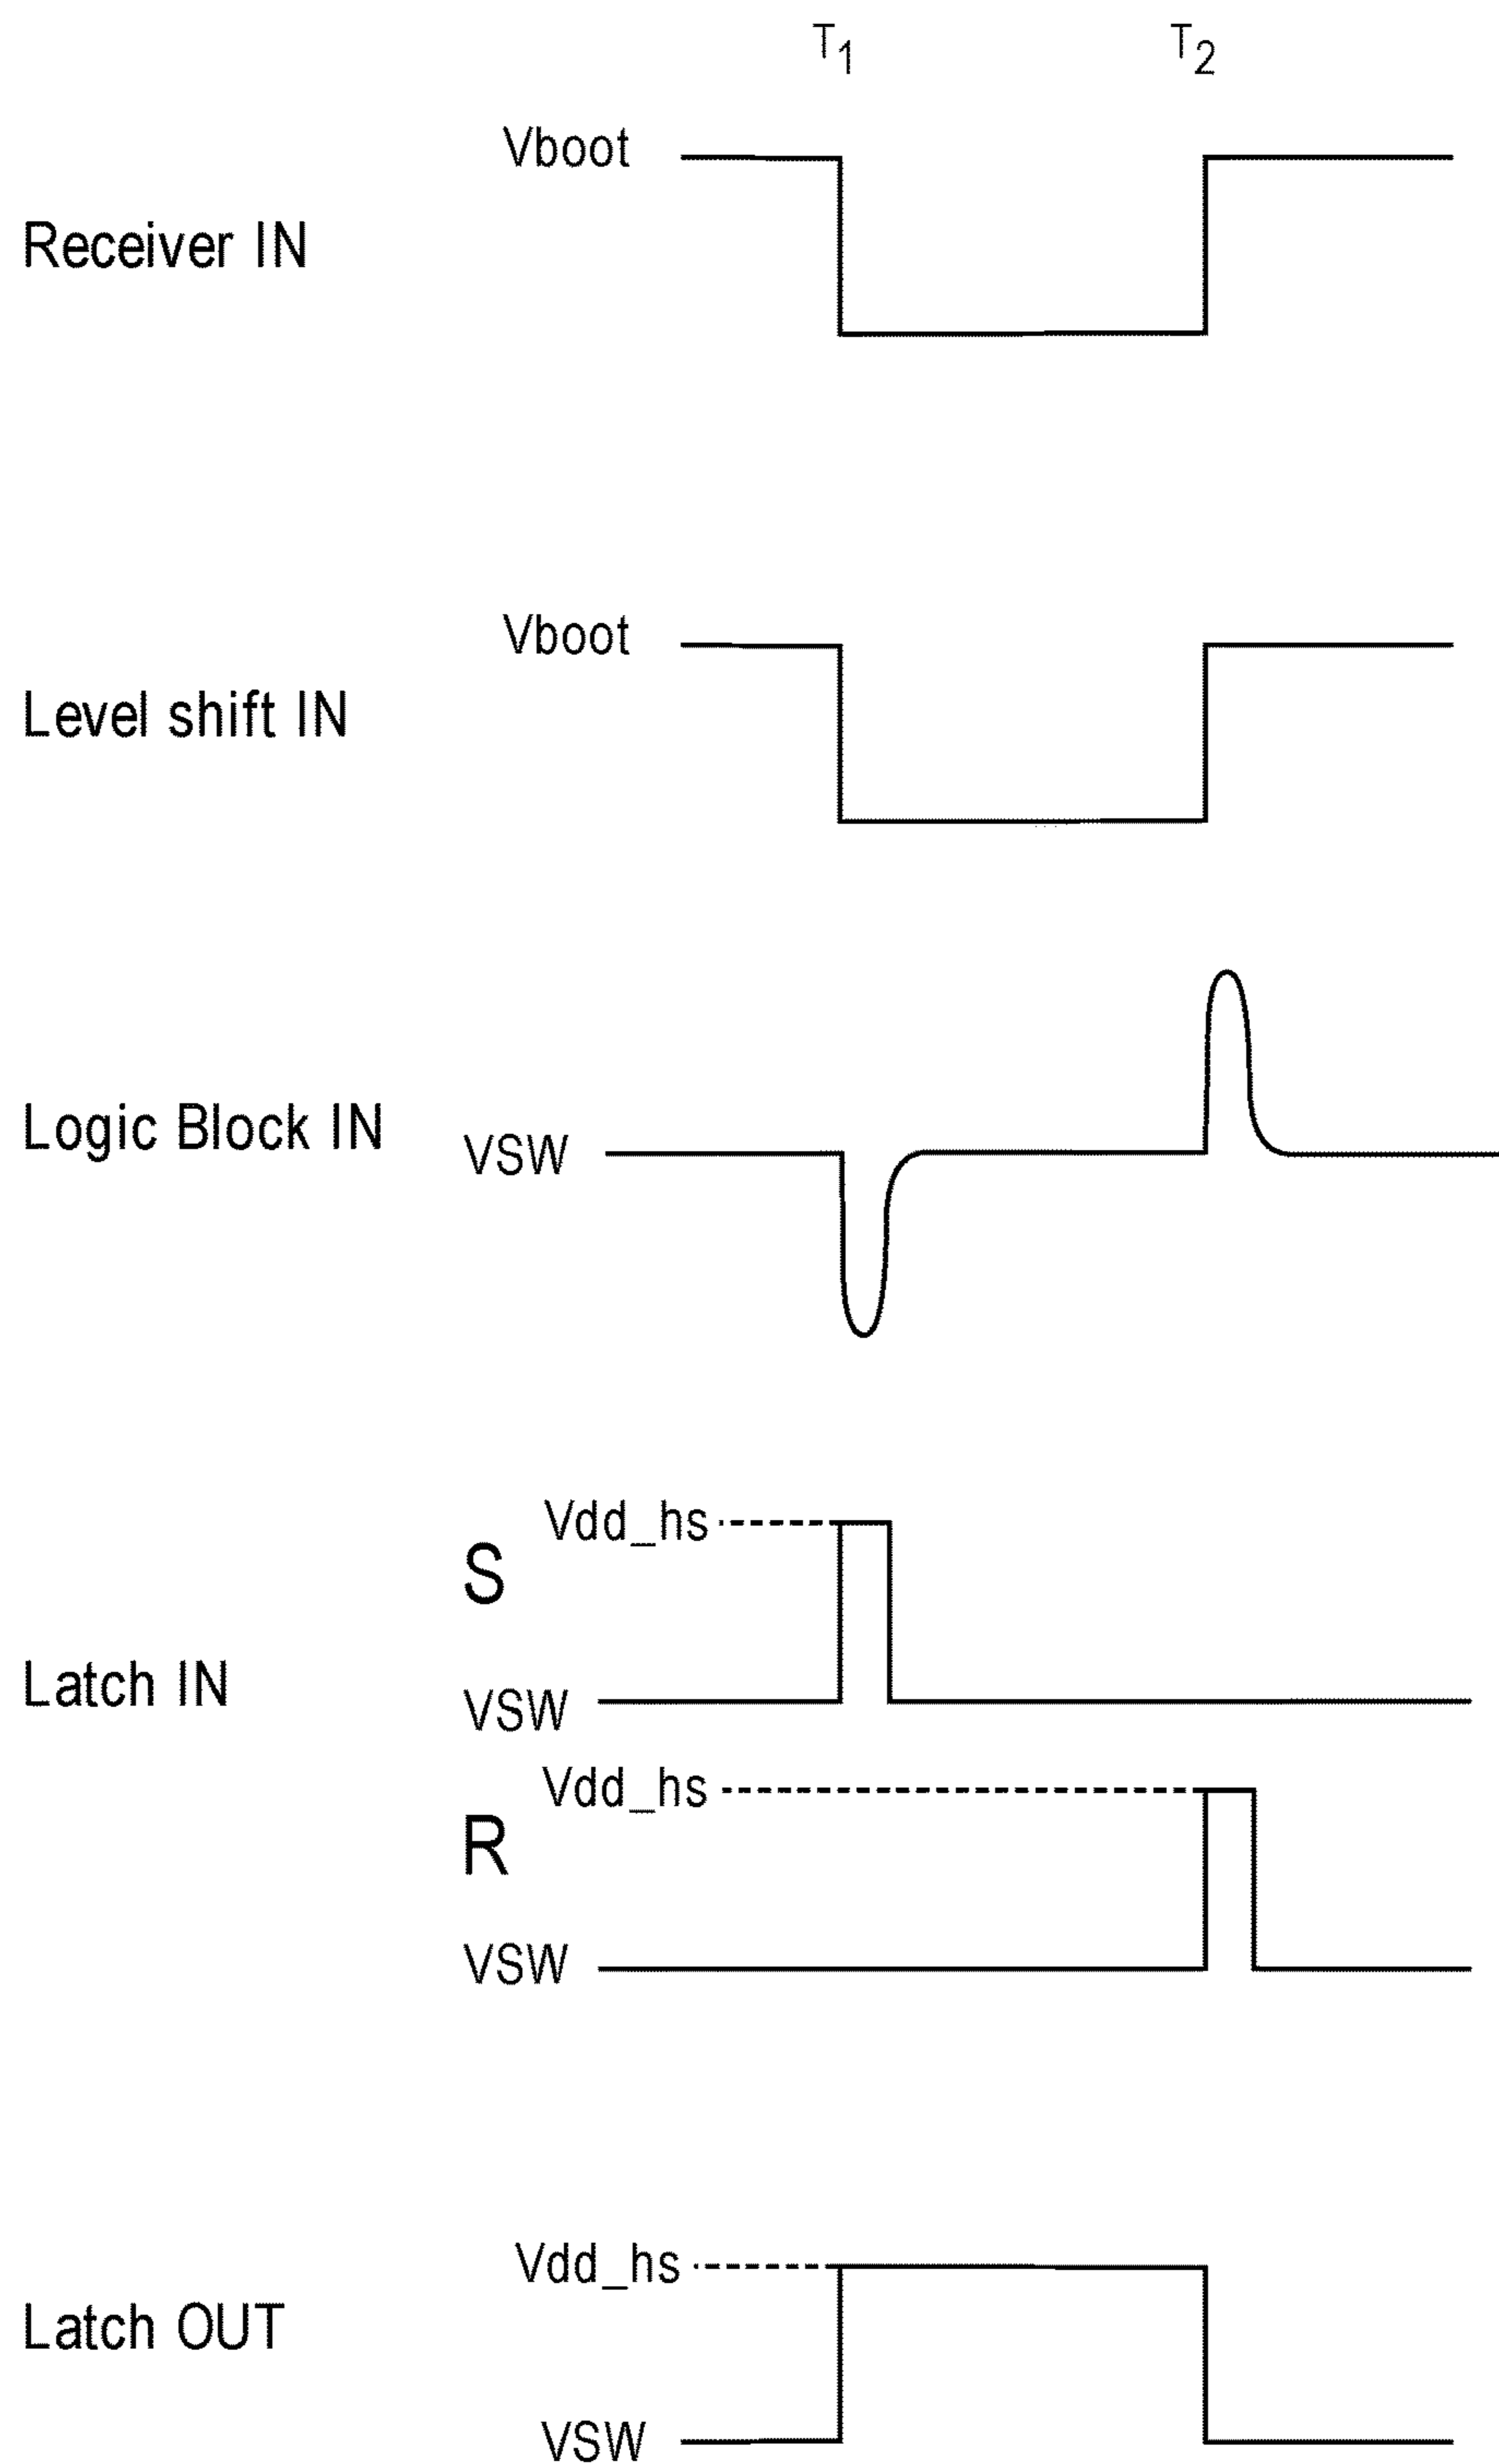 T1 T2
Vboot
Receiver IN
Vboot
Level shift IN
Logic Block IN VSW
Vdd_hs
S
Latch IN VSW
Vdd_hs
R
VSW
Vdd_hs
Latch OUT
VSW